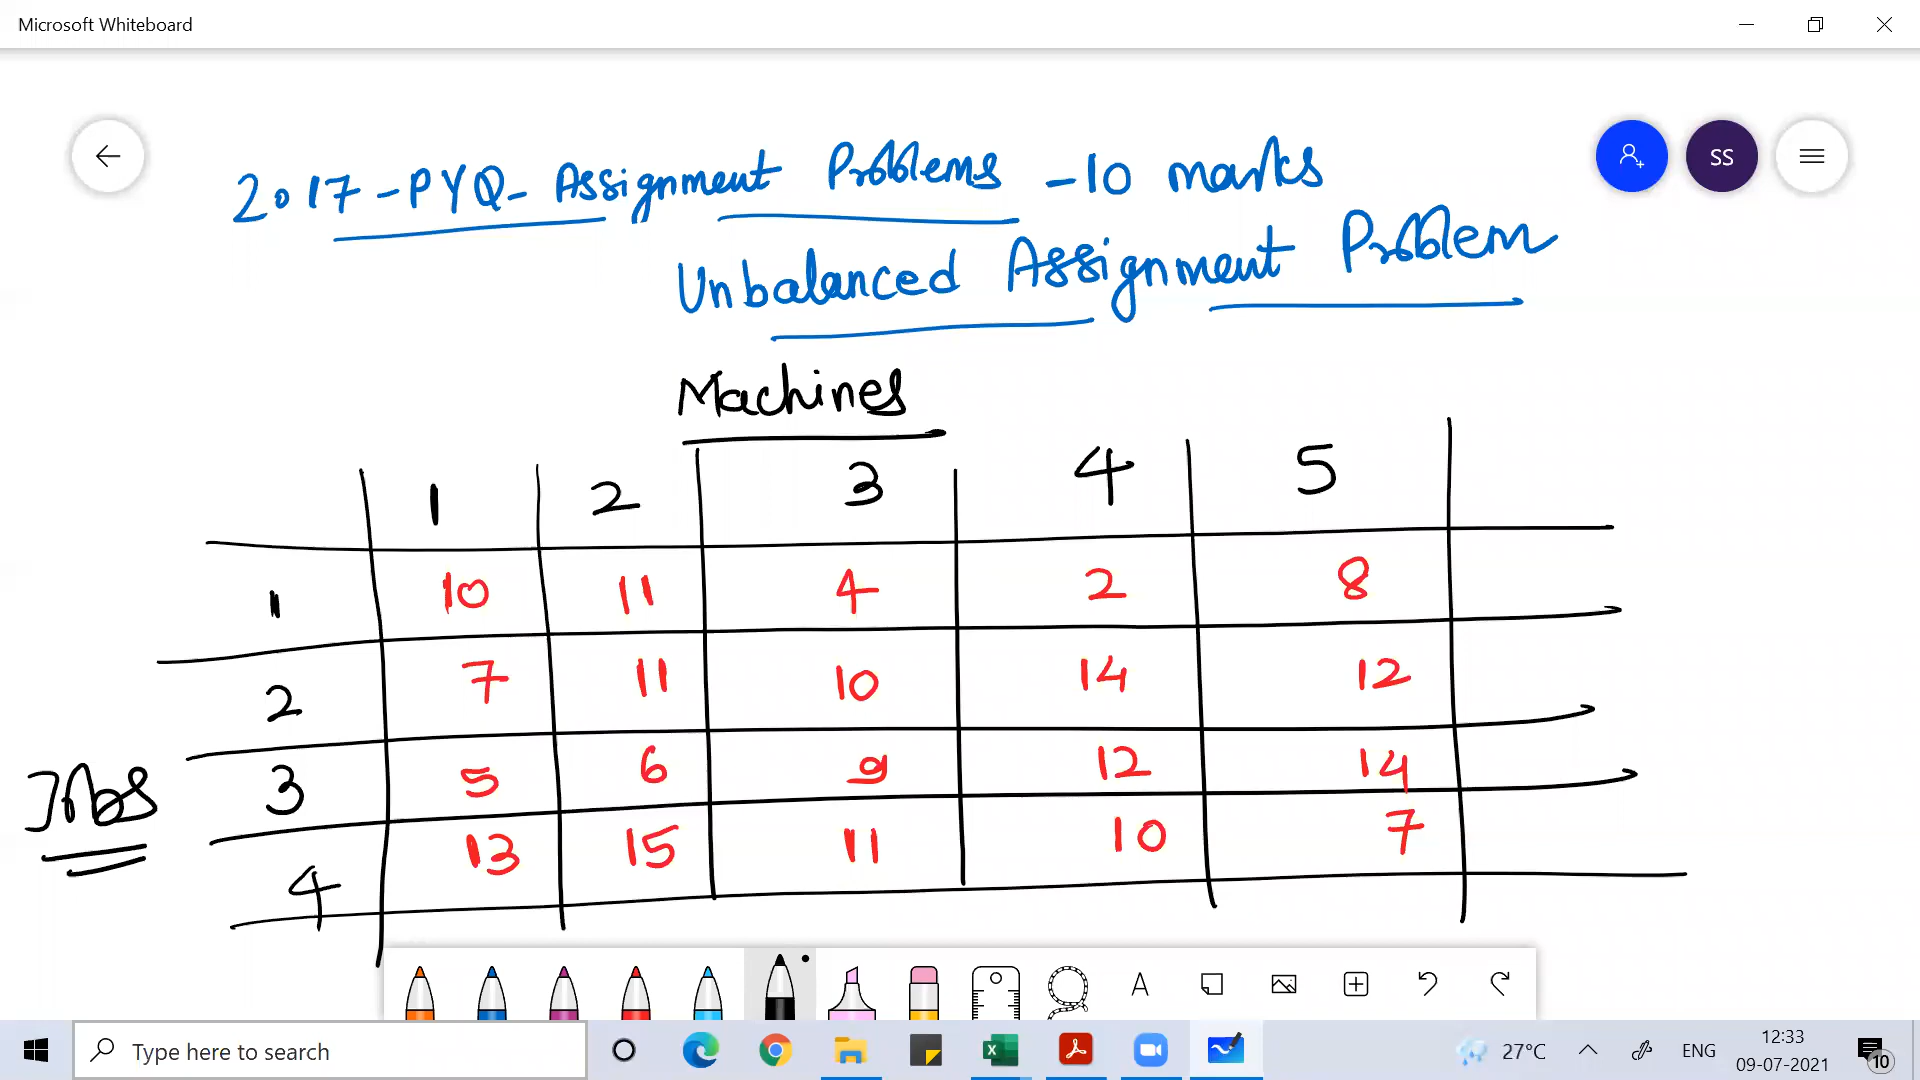 Microsoft Whiteboard
2017 - PYQ - Assignment Problems - 10 marks
SS
Unbalanced Assignment Problem
Machines
1 2 3 4 5
1 10 11 4 2 8
2 7 11 10 14 12
Jobs 3 5 6 9 12 14
4 13 15 11 10 7
A
Type here to search
27°C
ENG
12:33
09-07-2021
10